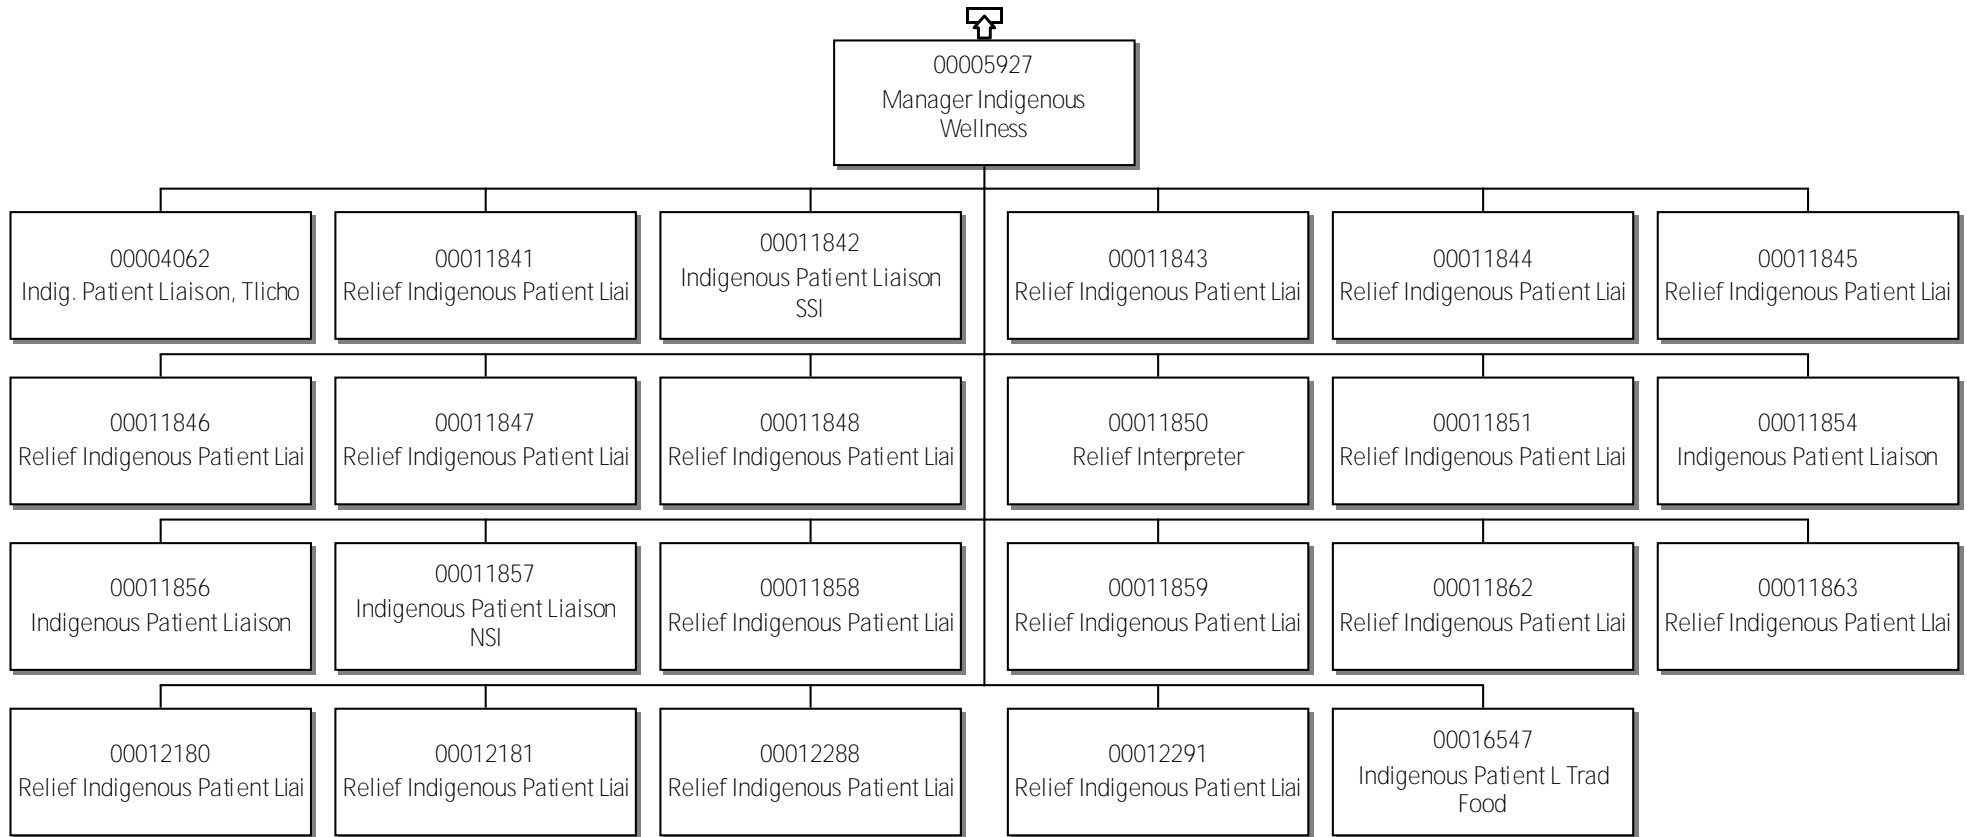 00005927
Manager Indigenous
Wellness
00004062
Indig. Patient Liaison, Tlicho
00011841
Relief Indigenous Patient Liai
00011842
Indigenous Patient Liaison
SSI
00011843
Relief Indigenous Patient Liai
00011844
Relief Indigenous Patient Liai
00011845
Relief Indigenous Patient Liai
00011846
Relief Indigenous Patient Liai
00011847
Relief Indigenous Patient Liai
00011848
Relief Indigenous Patient Liai
00011850
Relief Interpreter
00011851
Relief Indigenous Patient Liai
00011854
Indigenous Patient Liaison
00011856
Indigenous Patient Liaison
00011857
Indigenous Patient Liaison
NSI
00011858
Relief Indigenous Patient Liai
00011859
Relief Indigenous Patient Liai
00011862
Relief Indigenous Patient Liai
00011863
Relief Indigenous Patient LIai
00012180
Relief Indigenous Patient Liai
00012181
Relief Indigenous Patient Liai
00012288
Relief Indigenous Patient Liai
00012291
Relief Indigenous Patient Liai
00016547
Indigenous Patient L Trad
Food